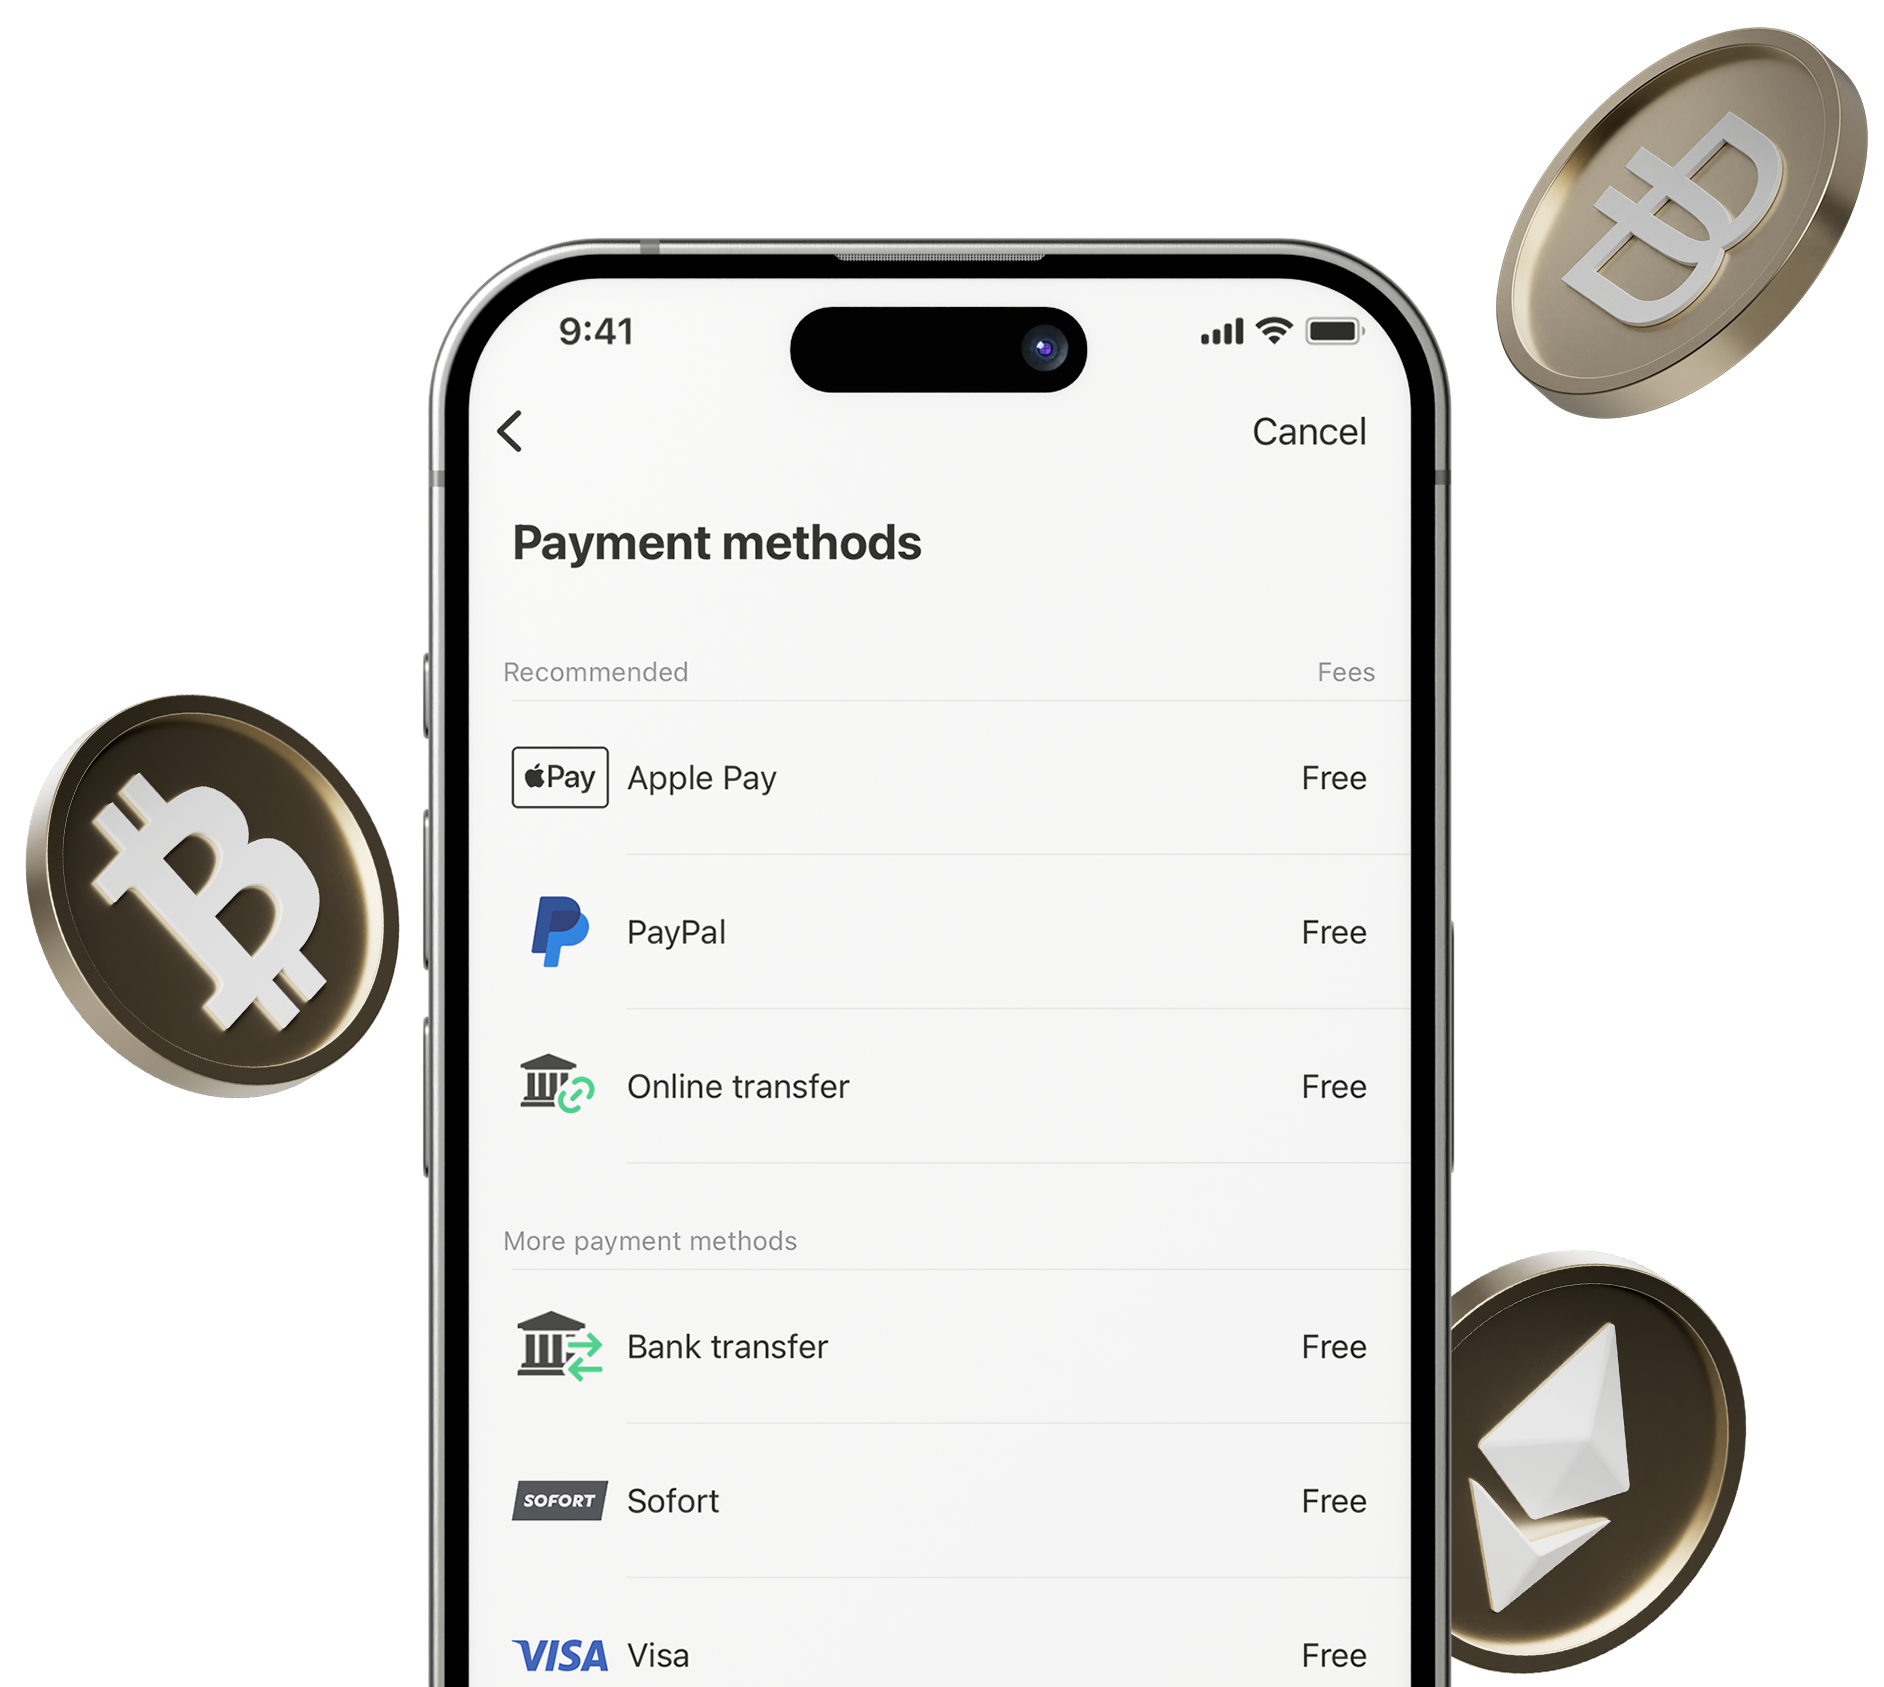 9:41
Cancel
Payment methods
Recommended Fees
Pay Apple Pay Free
PayPal Free
Online transfer Free
More payment methods
Bank transfer Free
SOFORT Sofort Free
VISA Visa Free